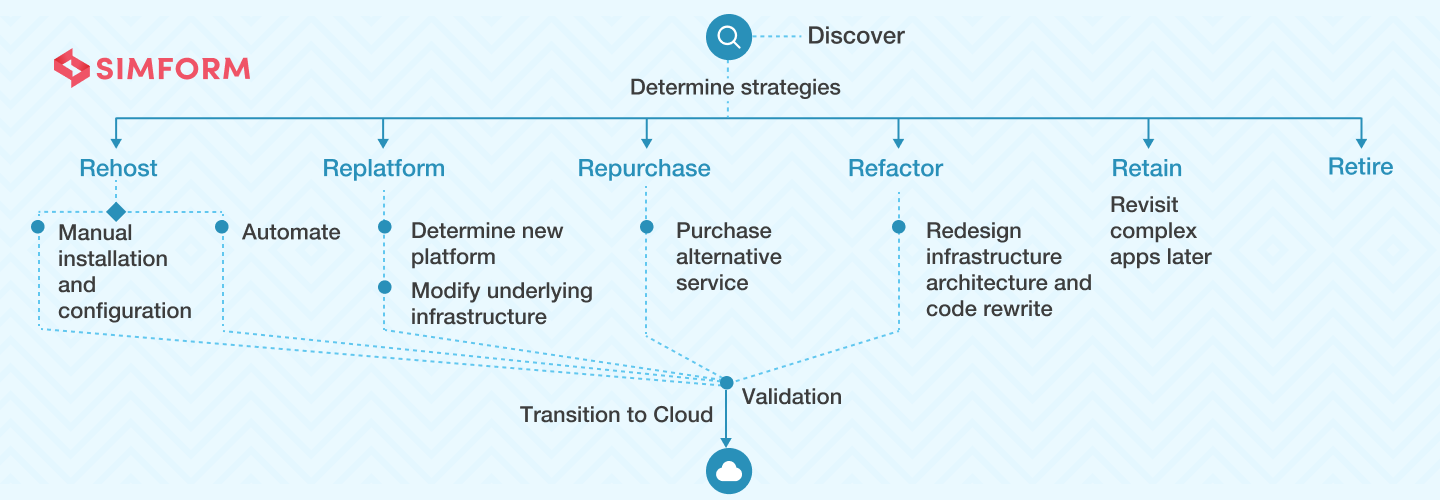 SIMFORM
Discover
Determine strategies
Rehost
Replatform
Repurchase
Refactor
Retain
Retire
Manual
installation
and
configuration
Automate
Determine new
platform
Modify underlying
infrastructure
Purchase
alternative
service
Redesign
infrastructure
architecture and
code rewrite
Revisit
complex
apps later
Validation
Transition to Cloud